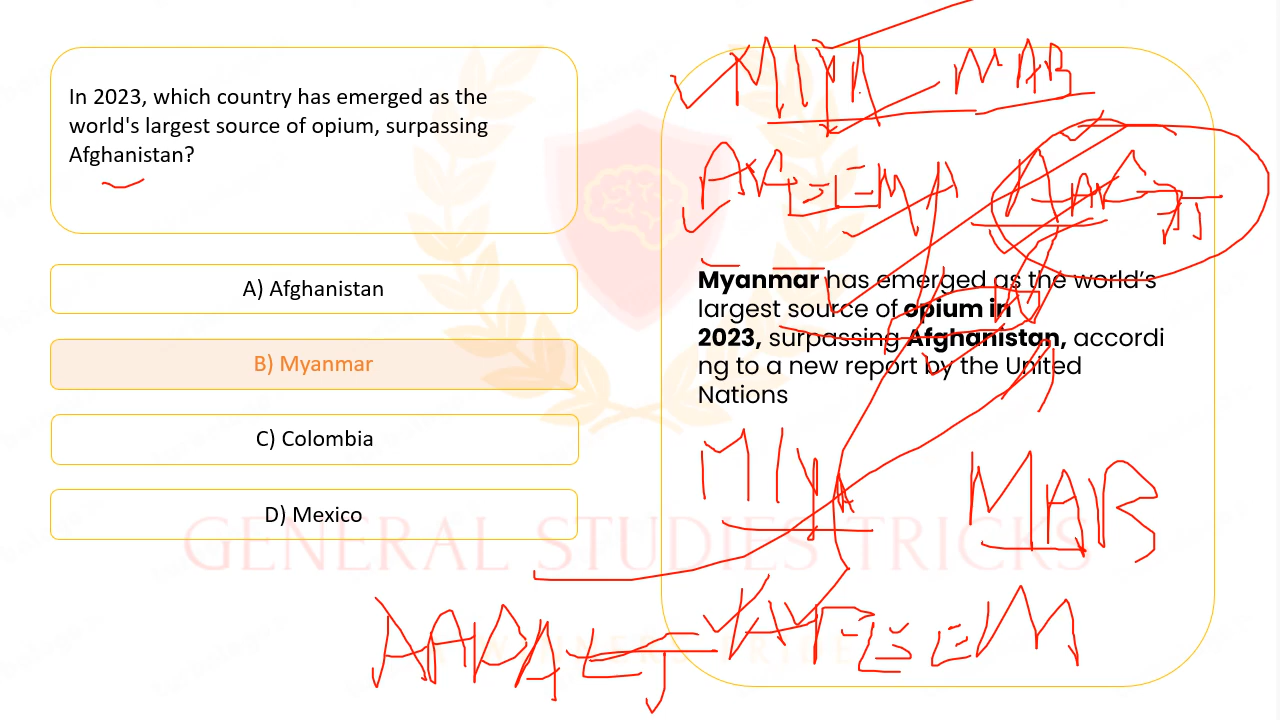 In 2023, which country has emerged as the
world's largest source of opium, surpassing
Afghanistan?
A) Afghanistan
B) Myanmar
C) Colombia
D) Mexico
MAR
Myanmar has emerged as the world's
largest source of opium in
2023, surpassing Afghanistan, accordi
ng to a new report by the United
Nations
MAR
GENERAL STUDIES TRICKS